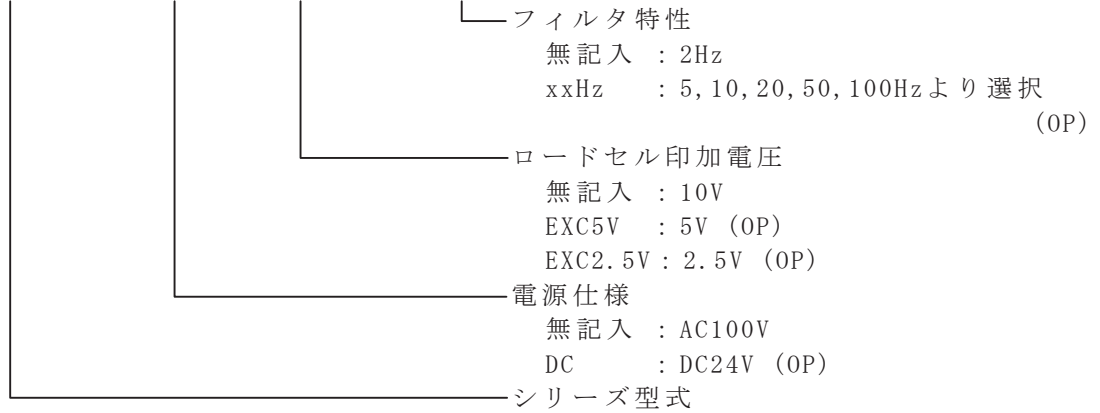 フィルタ特性
無記入 : 2Hz
xxHz : 5,10,20,50,100Hzより選択
(OP)
ロードセル印加電圧
無記入 : 10V
EXC5V : 5V (OP)
EXC2.5V : 2.5V (OP)
電源仕様
無記入 : AC100V
DC : DC24V (OP)
シリーズ型式